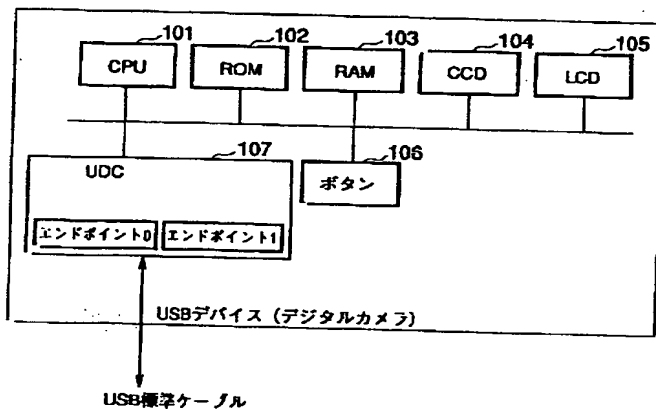 101 102 103 104 105
CPU ROM RAM CCD LCD
107 106
UDC ボタン
エンドポイント0 エンドポイント1
USBデバイス（デジタルカメラ）
USB標準ケーブル